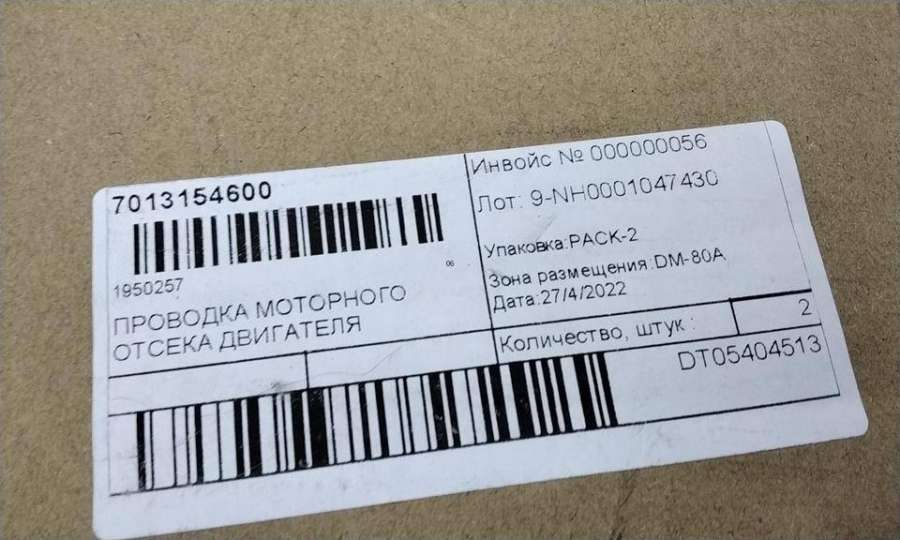 7013154600
1950257
06
ПРОВОДКА МОТОРНОГО
ОТСЕКА ДВИГАТЕЛЯ
Инвойс № 000000056
Лот: 9-NH0001047430
Упаковка:PACK-2
Зона размещения:DM-80A
Дата:27/4/2022
Количество, штук : 2
DT05404513